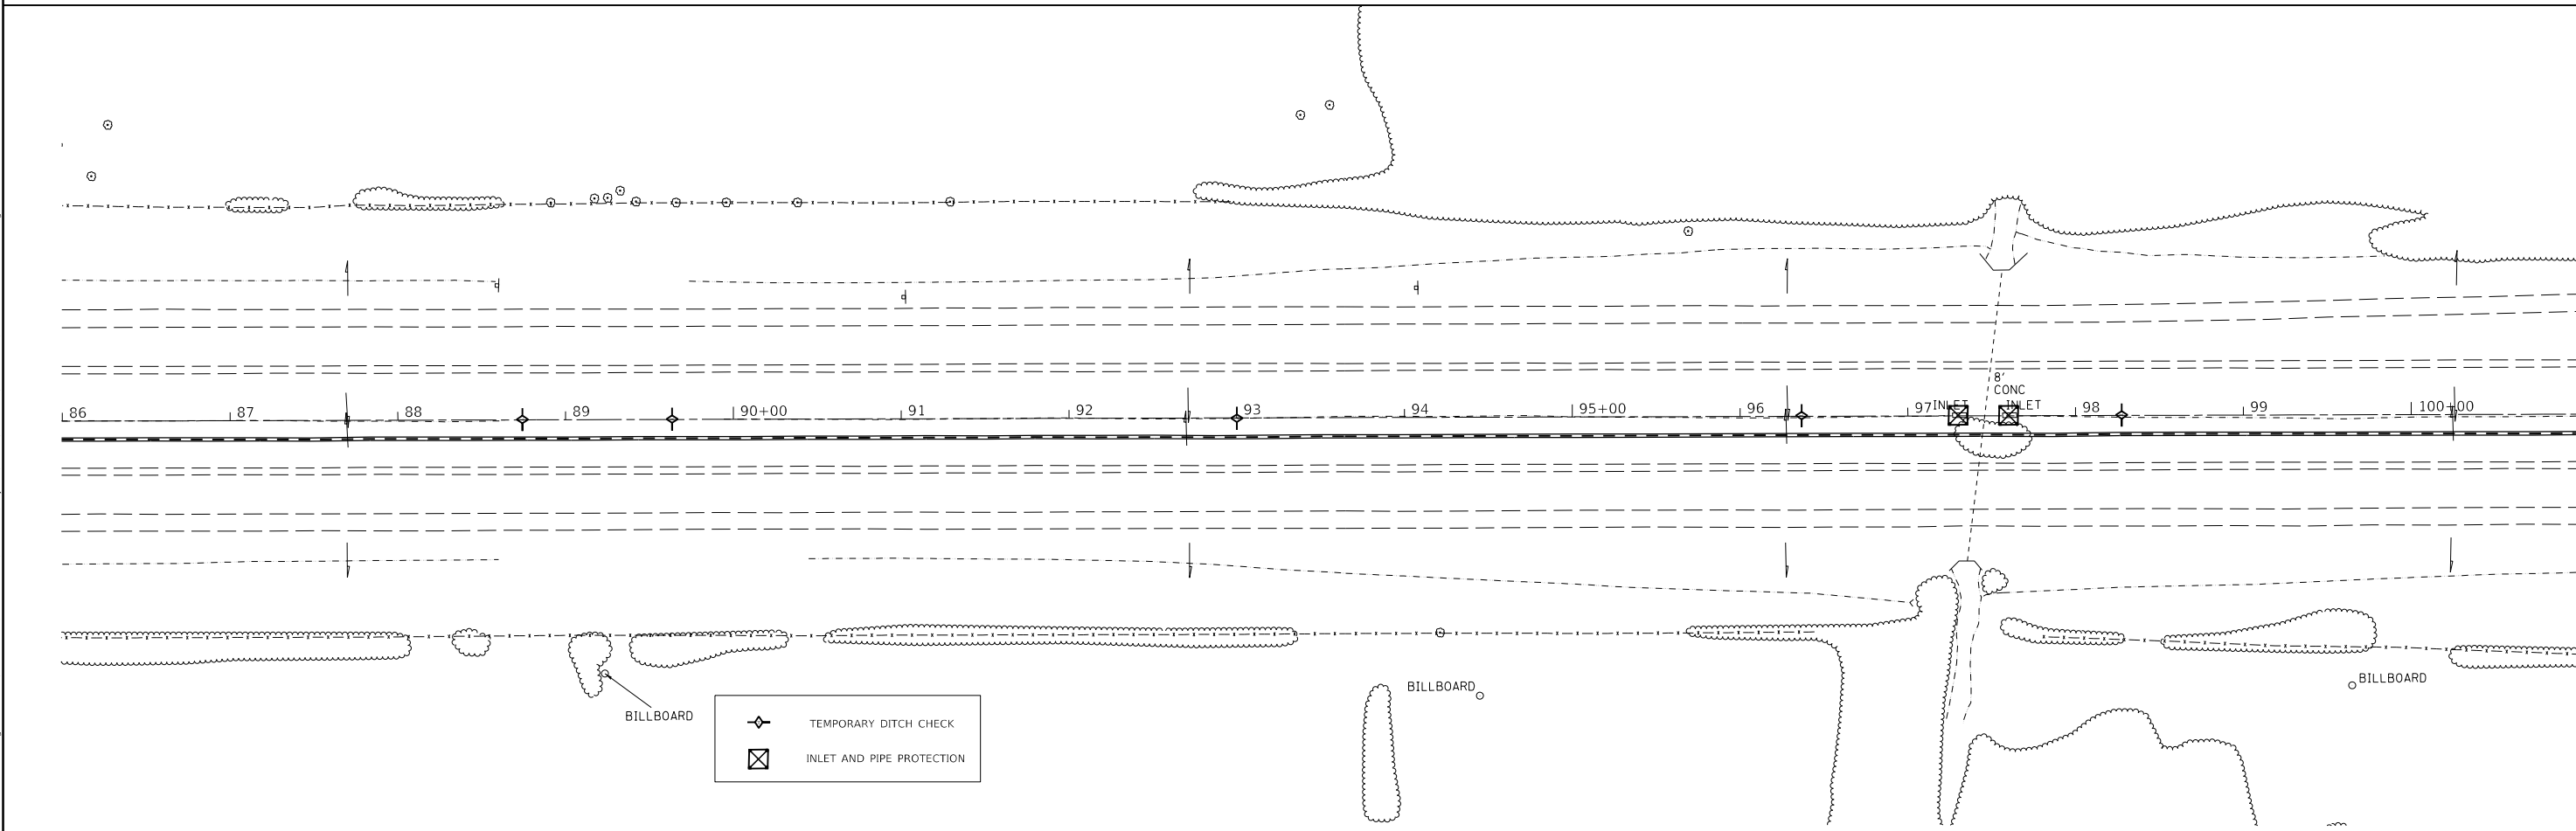 8'
CONC
86 87 88 89 90+00 91 92 93 94 95+00 96 97 INLET INLET 98 99 100+00
BILLBOARD
BILLBOARD
BILLBOARD
TEMPORARY DITCH CHECK
INLET AND PIPE PROTECTION